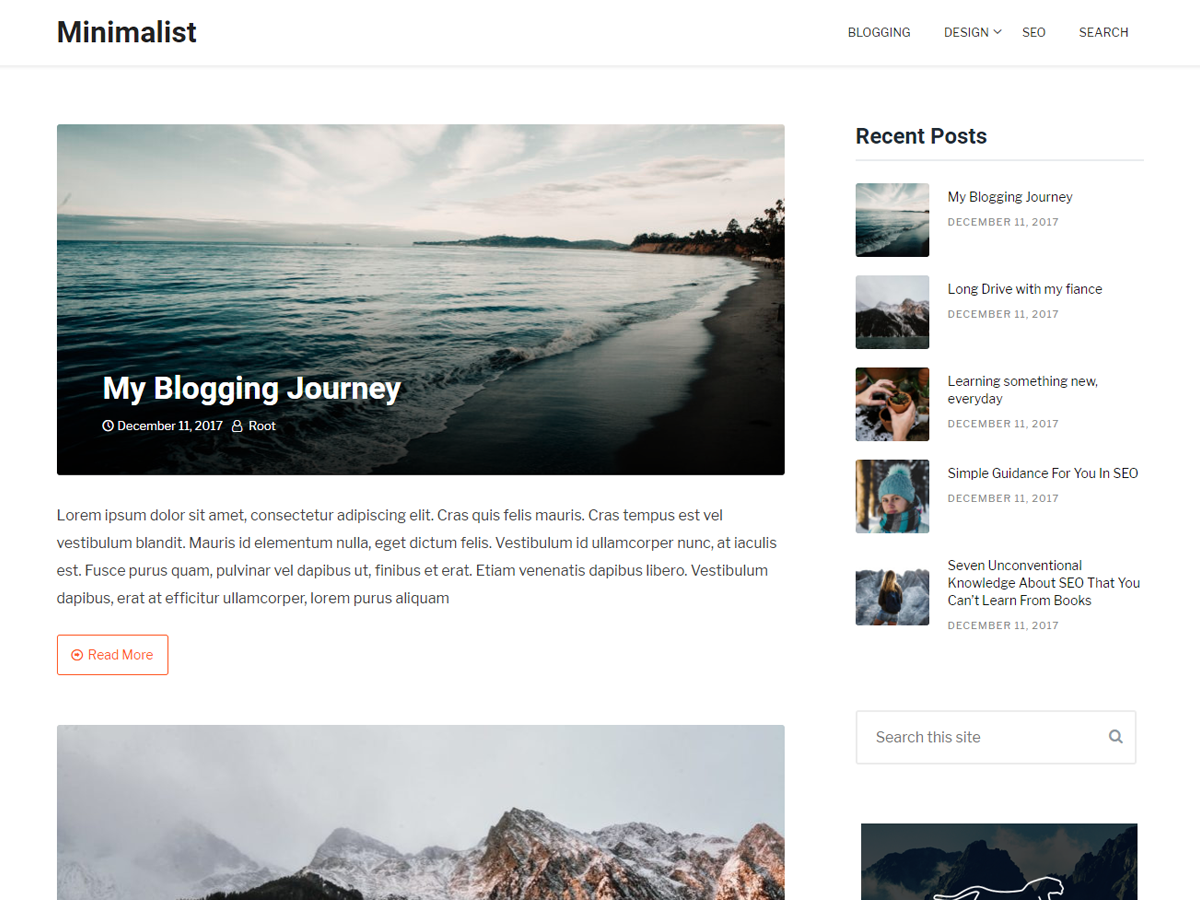 Minimalist
BLOGGING
DESIGN
SEO
SEARCH
My Blogging Journey
December 11, 2017 Root
Lorem ipsum dolor sit amet, consectetur adipiscing elit. Cras quis felis mauris. Cras tempus est vel
vestibulum blandit. Mauris id elementum nulla, eget dictum felis. Vestibulum id ullamcorper nunc, at iaculis
est. Fusce purus quam, pulvinar vel dapibus ut, finibus et erat. Etiam venenatis dapibus libero. Vestibulum
dapibus, erat at efficitur ullamcorper, lorem purus aliquam
Read More
Recent Posts
My Blogging Journey
DECEMBER 11, 2017
Long Drive with my fiance
DECEMBER 11, 2017
Learning something new,
everyday
DECEMBER 11, 2017
Simple Guidance For You In SEO
DECEMBER 11, 2017
Seven Unconventional
Knowledge About SEO That You
Can't Learn From Books
DECEMBER 11, 2017
Search this site